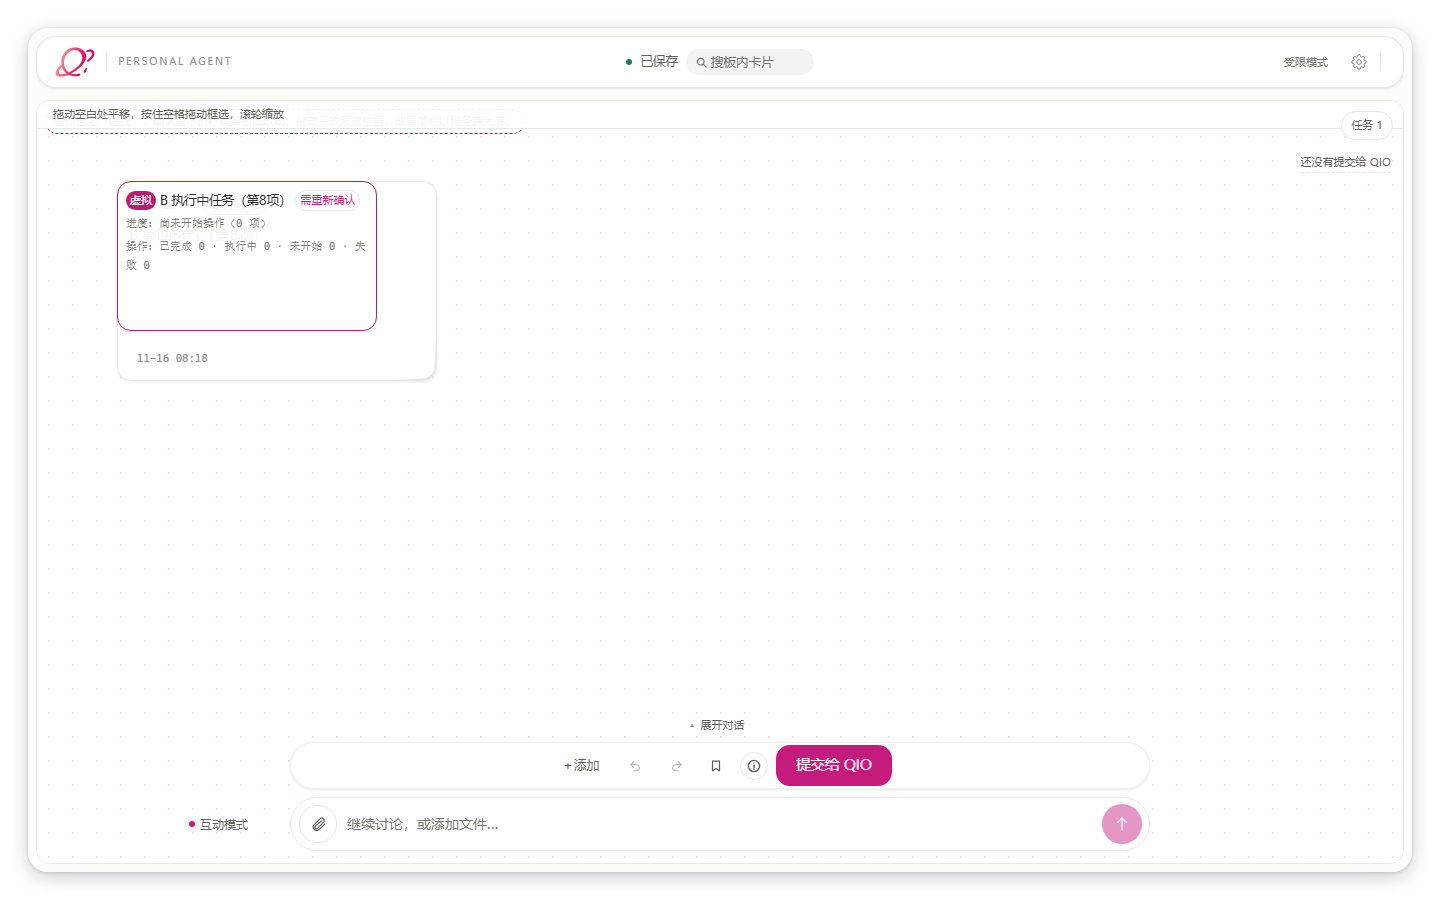 PERSONAL AGENT
已保存
搜板内卡片
受限模式
拖动空白处平移，按住空格拖动框选，滚轮缩放
任务 1
还没有提交给 QIO
虚拟 B 执行中任务（第8项） 需重新确认
进度：尚未开始操作（0 项）
操作：已完成 0 · 执行中 0 · 未开始 0 · 失
败 0
11-16 08:18
展开对话
+添加
提交给 QIO
互动模式
继续讨论，或添加文件...